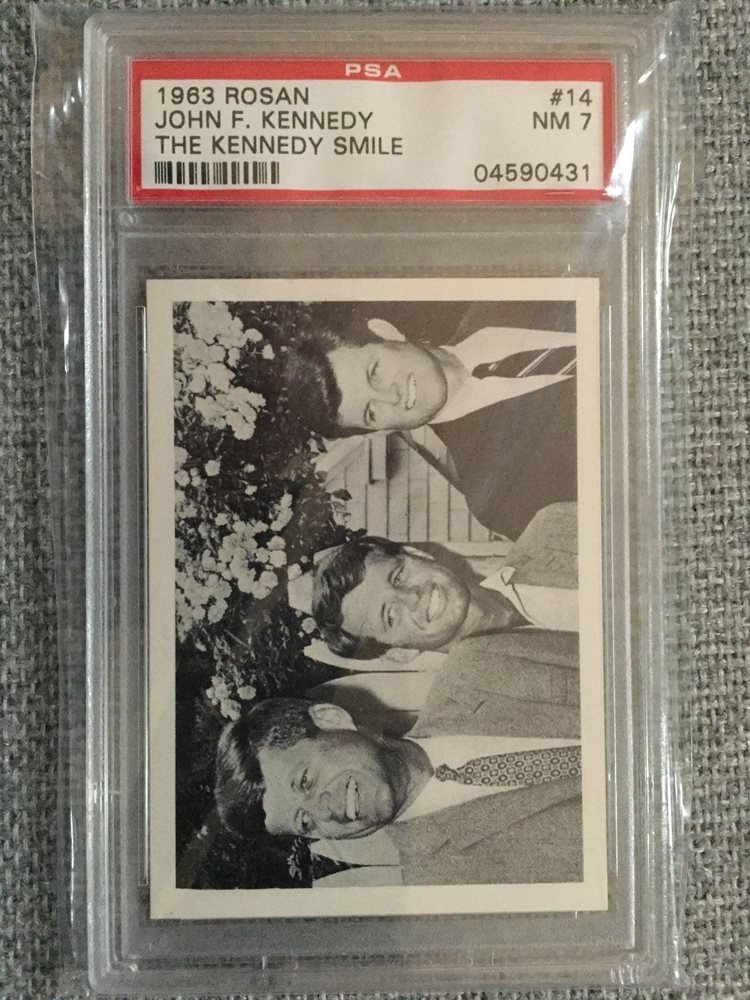 PSA
1963 ROSAN #14
JOHN F. KENNEDY NM 7
THE KENNEDY SMILE
04590431